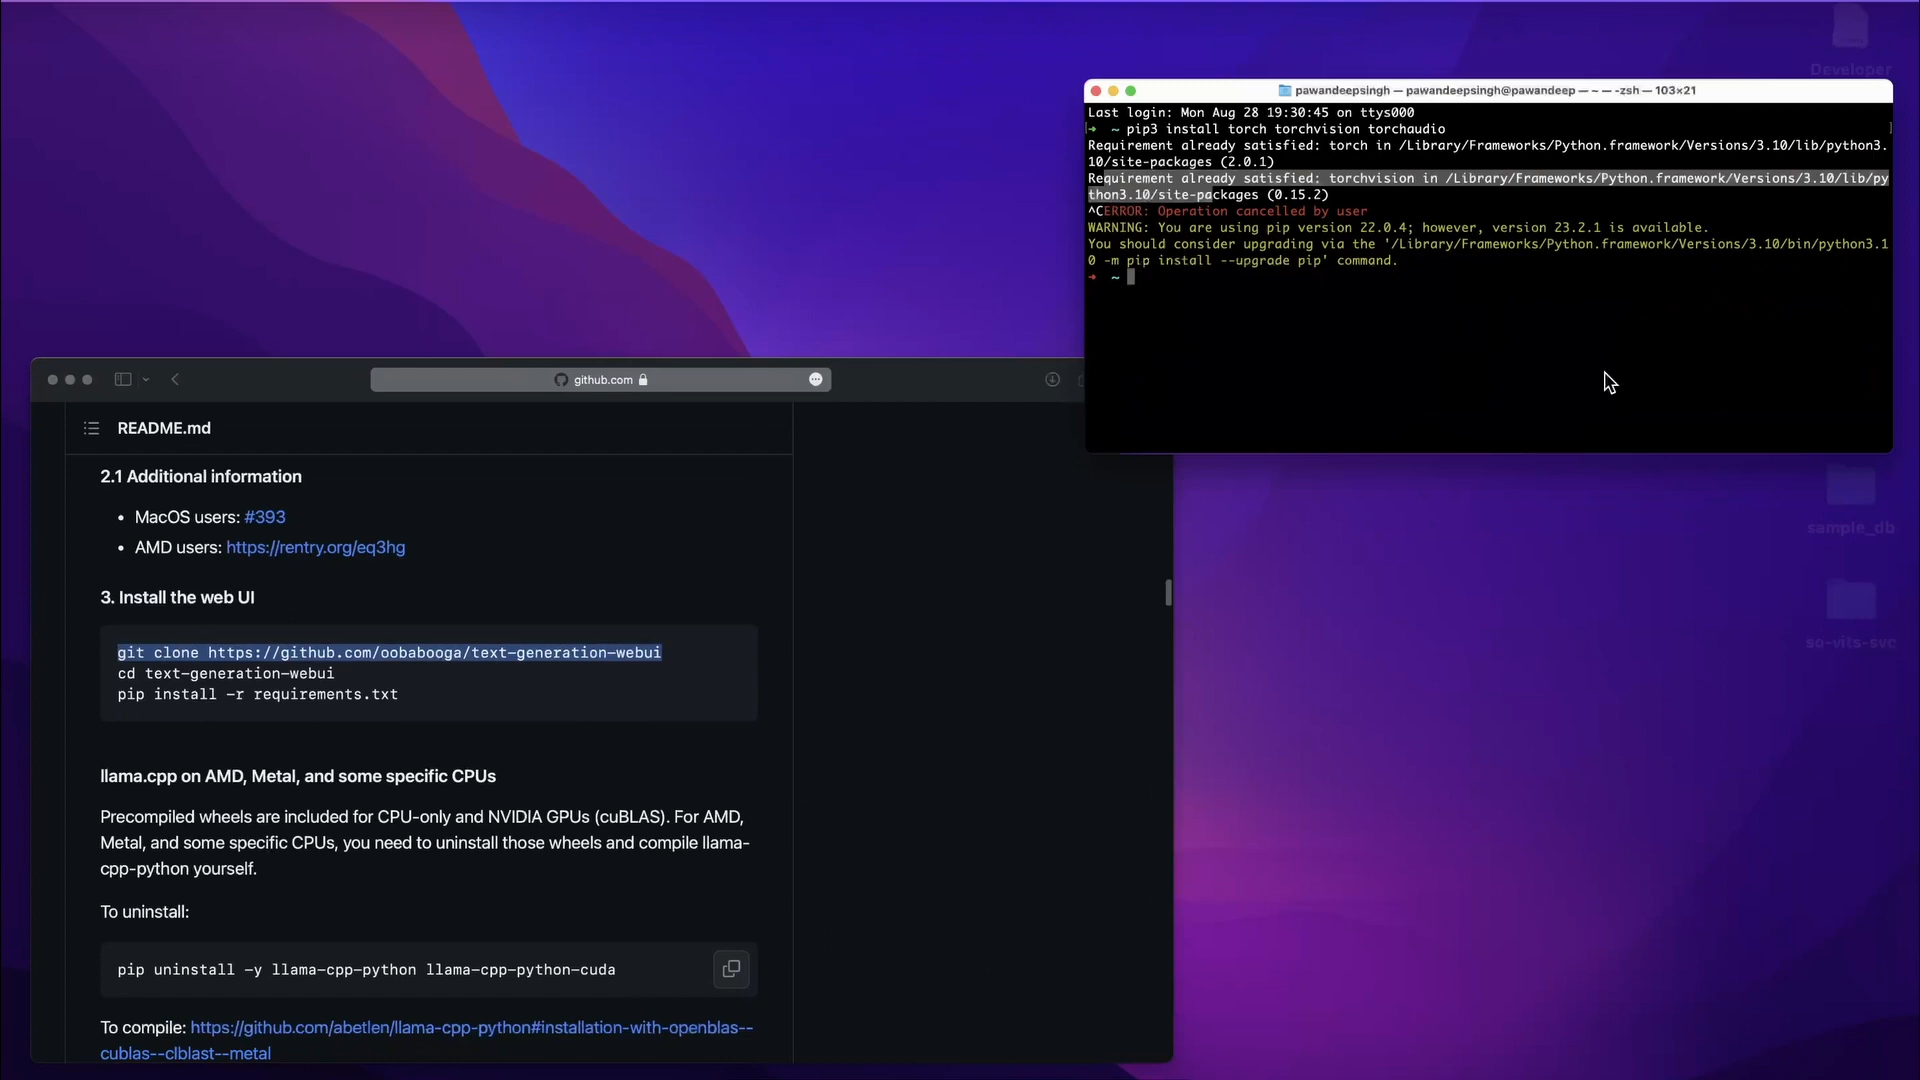 Developer
pawandeepsingh — pawandeepsingh@pawandeep — ~ — -zsh — 103×21
Last login: Mon Aug 28 19:30:45 on ttys000
[➜  ~ pip3 install torch torchvision torchaudio ]
Requirement already satisfied: torch in /Library/Frameworks/Python.framework/Versions/3.10/lib/python3.
10/site-packages (2.0.1)
Requirement already satisfied: torchvision in /Library/Frameworks/Python.framework/Versions/3.10/lib/py
thon3.10/site-packages (0.15.2)
^CERROR: Operation cancelled by user
WARNING: You are using pip version 22.0.4; however, version 23.2.1 is available.
You should consider upgrading via the '/Library/Frameworks/Python.framework/Versions/3.10/bin/python3.1
0 -m pip install --upgrade pip' command.
➜  ~
github.com
README.md
2.1 Additional information
• MacOS users: #393
• AMD users: https://rentry.org/eq3hg
3. Install the web UI
git clone https://github.com/oobabooga/text-generation-webui
cd text-generation-webui
pip install -r requirements.txt
llama.cpp on AMD, Metal, and some specific CPUs
Precompiled wheels are included for CPU-only and NVIDIA GPUs (cuBLAS). For AMD,
Metal, and some specific CPUs, you need to uninstall those wheels and compile llama-
cpp-python yourself.
To uninstall:
pip uninstall -y llama-cpp-python llama-cpp-python-cuda
To compile: https://github.com/abetlen/llama-cpp-python#installation-with-openblas--
cublas--clblast--metal
sample_db
so-vits-svc